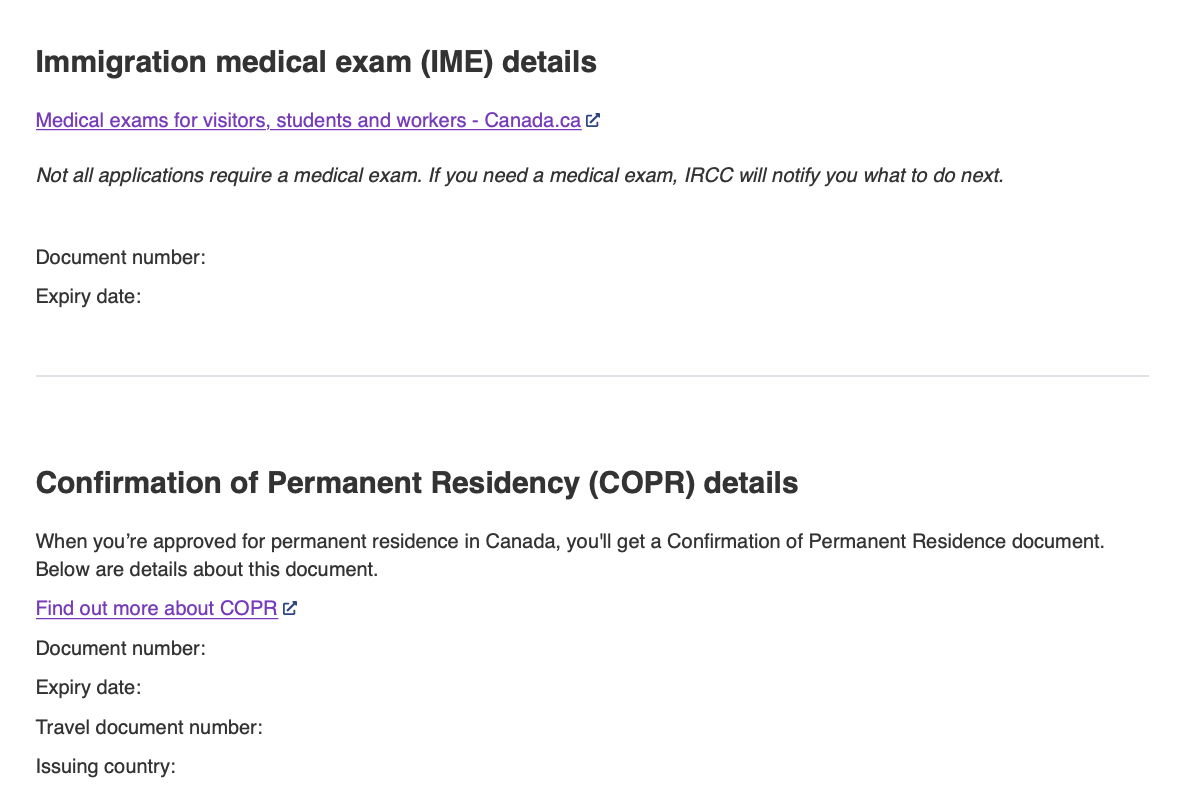 Immigration medical exam (IME) details
Medical exams for visitors, students and workers - Canada.ca
Not all applications require a medical exam. If you need a medical exam, IRCC will notify you what to do next.
Document number:
Expiry date:
Confirmation of Permanent Residency (COPR) details
When you’re approved for permanent residence in Canada, you'll get a Confirmation of Permanent Residence document.
Below are details about this document.
Find out more about COPR
Document number:
Expiry date:
Travel document number:
Issuing country: